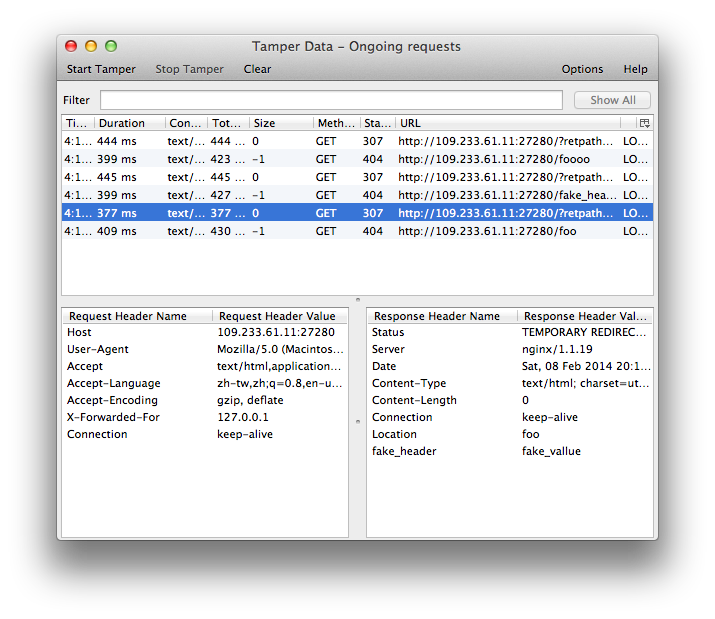 Tamper Data – Ongoing requests
Start Tamper Stop Tamper Clear Options Help
Filter Show All
Ti... Duration Con... Tot... Size Meth... Sta... URL
4:1... 444 ms text/... 444 ... 0 GET 307 http://109.233.61.11:27280/?retpath... LO...
4:1... 399 ms text/... 423 ... -1 GET 404 http://109.233.61.11:27280/foooo LO...
4:1... 445 ms text/... 445 ... 0 GET 307 http://109.233.61.11:27280/?retpath... LO...
4:1... 399 ms text/... 427 ... -1 GET 404 http://109.233.61.11:27280/fake_hea... LO...
4:1... 377 ms text/... 377 ... 0 GET 307 http://109.233.61.11:27280/?retpath... LO...
4:1... 409 ms text/... 430 ... -1 GET 404 http://109.233.61.11:27280/foo LO...
Request Header Name Request Header Value
Host 109.233.61.11:27280
User-Agent Mozilla/5.0 (Macintos...
Accept text/html,application...
Accept-Language zh-tw,zh;q=0.8,en-u...
Accept-Encoding gzip, deflate
X-Forwarded-For 127.0.0.1
Connection keep-alive
Response Header Name Response Header Val...
Status TEMPORARY REDIREC...
Server nginx/1.1.19
Date Sat, 08 Feb 2014 20:1...
Content-Type text/html; charset=ut...
Content-Length 0
Connection keep-alive
Location foo
fake_header fake_vallue